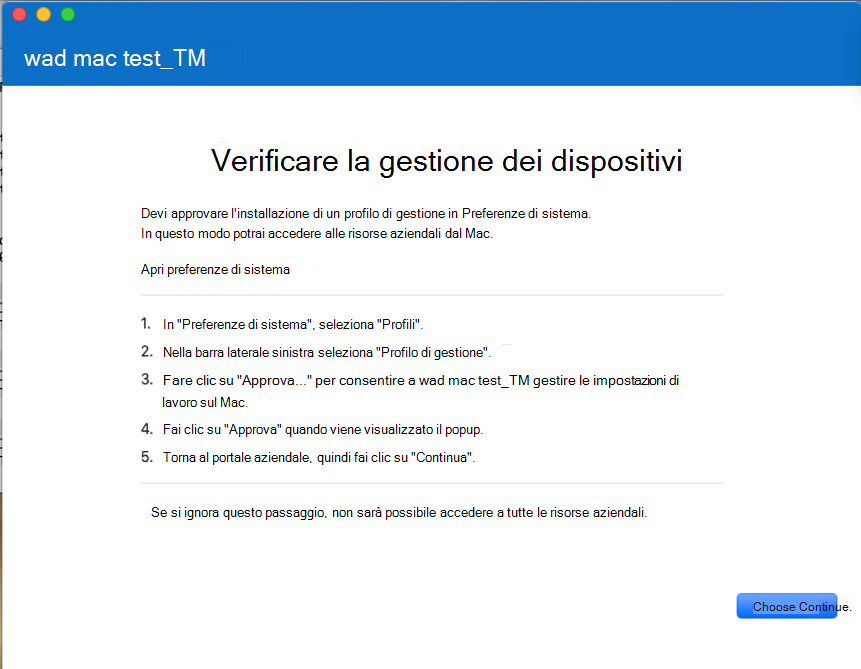 wad mac test_TM
Verificare la gestione dei dispositivi
Devi approvare l'installazione di un profilo di gestione in Preferenze di sistema.
In questo modo potrai accedere alle risorse aziendali dal Mac.
Apri preferenze di sistema
1. In "Preferenze di sistema", seleziona "Profili".
2. Nella barra laterale sinistra seleziona "Profilo di gestione".
3. Fare clic su "Approva..." per consentire a wad mac test_TM gestire le impostazioni di
lavoro sul Mac.
4. Fai clic su "Approva" quando viene visualizzato il popup.
5. Torna al portale aziendale, quindi fai clic su "Continua".
Se si ignora questo passaggio, non sarà possibile accedere a tutte le risorse aziendali.
Choose Continue.